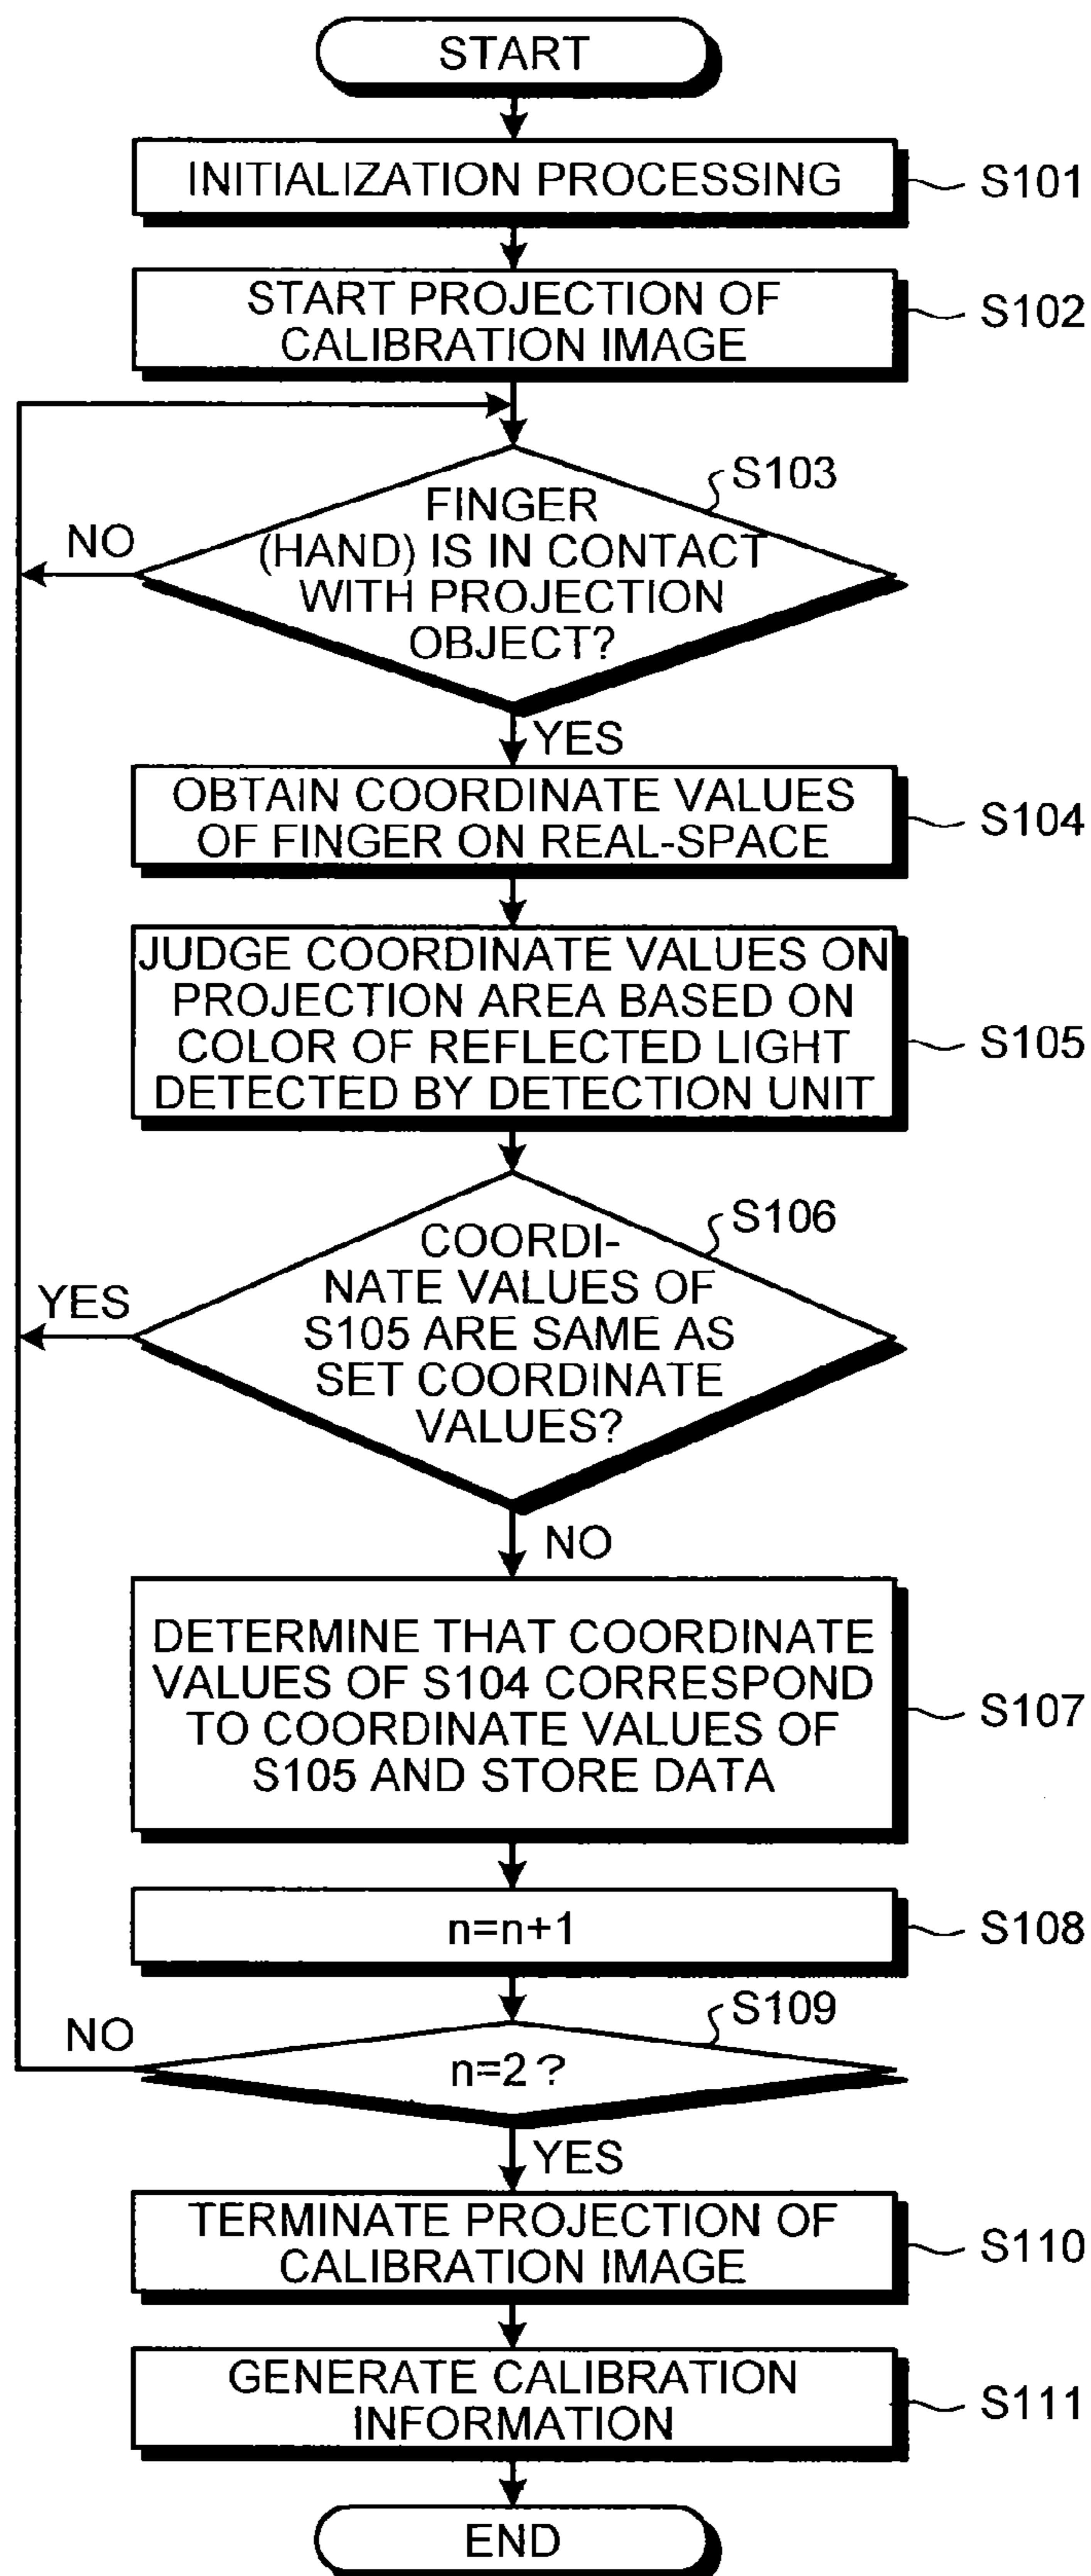 START
INITIALIZATION PROCESSING
S101
START PROJECTION OF
CALIBRATION IMAGE
S102
S103
FINGER
(HAND) IS IN CONTACT
WITH PROJECTION
OBJECT?
NO
YES
OBTAIN COORDINATE VALUES
OF FINGER ON REAL-SPACE
S104
JUDGE COORDINATE VALUES ON
PROJECTION AREA BASED ON
COLOR OF REFLECTED LIGHT
DETECTED BY DETECTION UNIT
S105
S106
COORDI-
NATE VALUES OF
S105 ARE SAME AS
SET COORDINATE
VALUES?
YES
NO
DETERMINE THAT COORDINATE
VALUES OF S104 CORRESPOND
TO COORDINATE VALUES OF
S105 AND STORE DATA
S107
n=n+1
S108
S109
n=2?
NO
YES
TERMINATE PROJECTION OF
CALIBRATION IMAGE
S110
GENERATE CALIBRATION
INFORMATION
S111
END